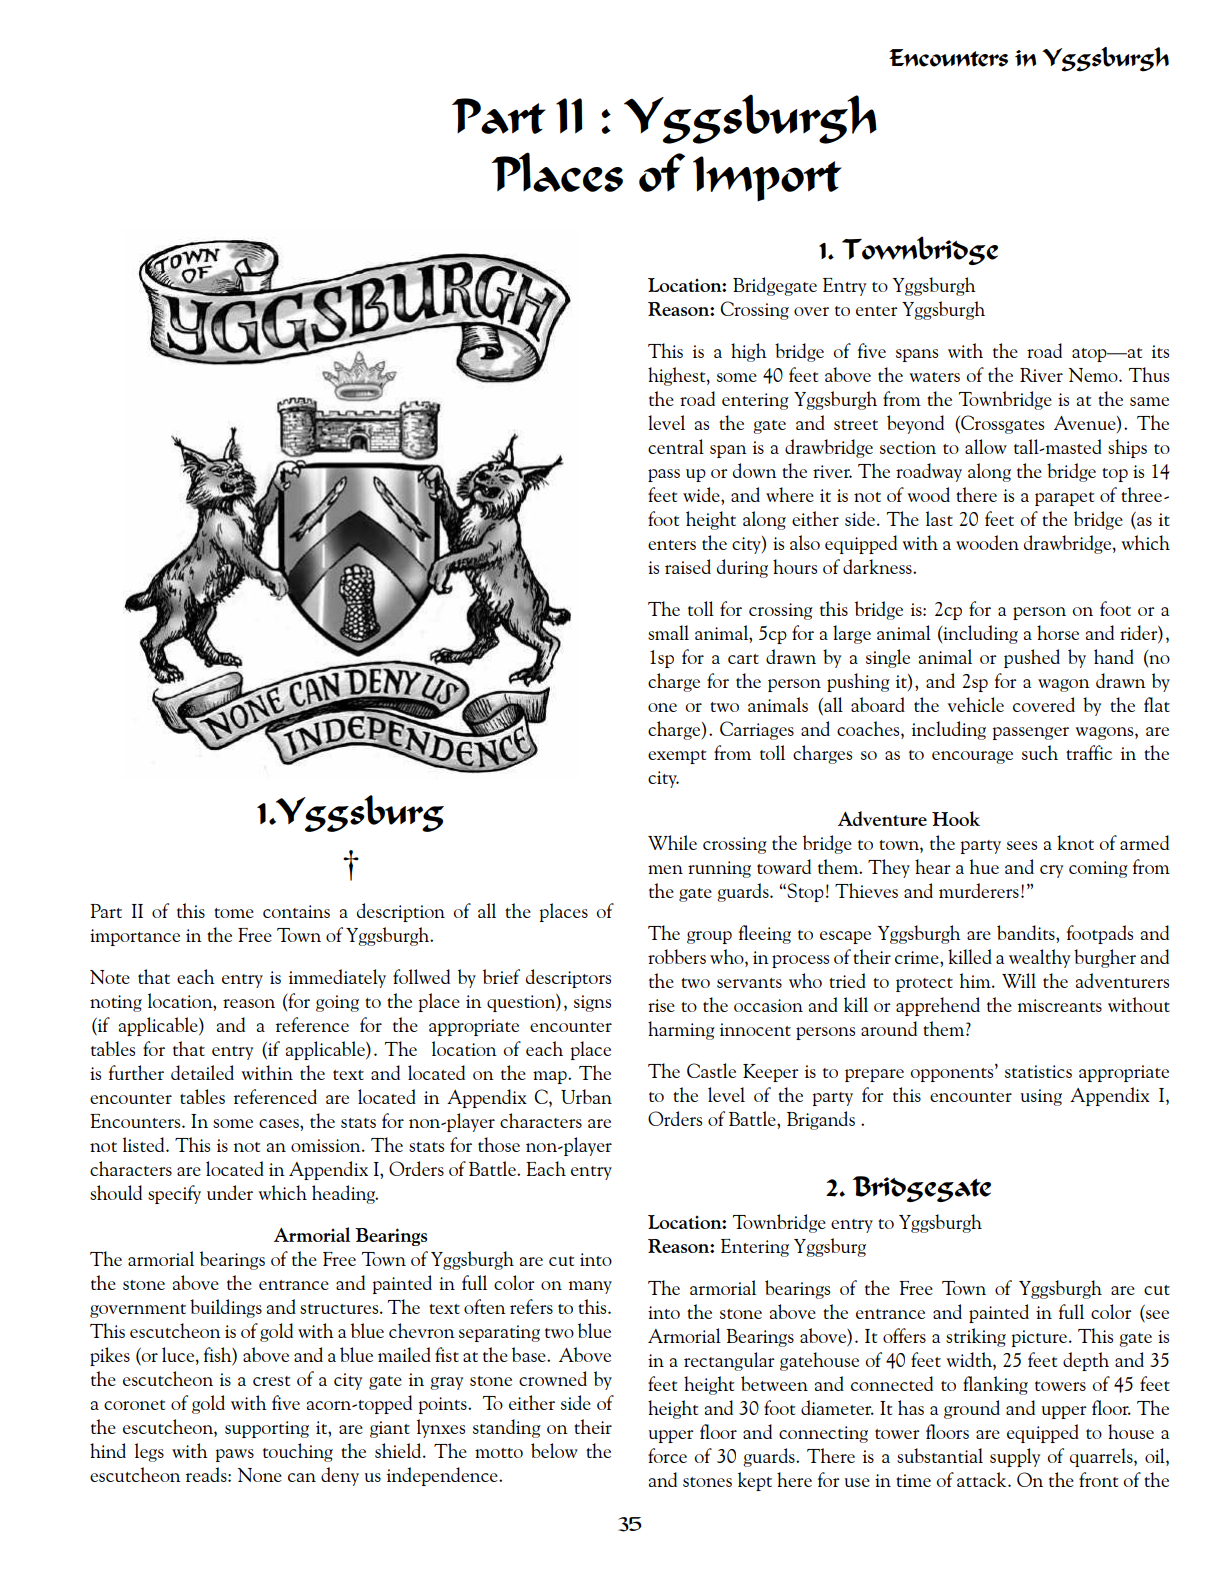 Encounters in Yggsburgh
Part II : Yggsburgh
Places of Import
TOWN
OF
YGGSBURGH
NONE CAN DENY US
INDEPENDENCE
1.Yggsburg
†
Part II of this tome contains a description of all the places of
importance in the Free Town of Yggsburgh.
Note that each entry is immediately follwed by brief descriptors
noting location, reason (for going to the place in question), signs
(if applicable) and a reference for the appropriate encounter
tables for that entry (if applicable). The location of each place
is further detailed within the text and located on the map. The
encounter tables referenced are located in Appendix C, Urban
Encounters. In some cases, the stats for non-player characters are
not listed. This is not an omission. The stats for those non-player
characters are located in Appendix I, Orders of Battle. Each entry
should specify under which heading.
Armorial Bearings
The armorial bearings of the Free Town of Yggsburgh are cut into
the stone above the entrance and painted in full color on many
government buildings and structures. The text often refers to this.
This escutcheon is of gold with a blue chevron separating two blue
pikes (or luce, fish) above and a blue mailed fist at the base. Above
the escutcheon is a crest of a city gate in gray stone crowned by
a coronet of gold with five acorn-topped points. To either side of
the escutcheon, supporting it, are giant lynxes standing on their
hind legs with paws touching the shield. The motto below the
escutcheon reads: None can deny us independence.
1. Townbridge
Location: Bridgegate Entry to Yggsburgh
Reason: Crossing over to enter Yggsburgh
This is a high bridge of five spans with the road atop—at its
highest, some 40 feet above the waters of the River Nemo. Thus
the road entering Yggsburgh from the Townbridge is at the same
level as the gate and street beyond (Crossgates Avenue). The
central span is a drawbridge section to allow tall-masted ships to
pass up or down the river. The roadway along the bridge top is 14
feet wide, and where it is not of wood there is a parapet of three-
foot height along either side. The last 20 feet of the bridge (as it
enters the city) is also equipped with a wooden drawbridge, which
is raised during hours of darkness.
The toll for crossing this bridge is: 2cp for a person on foot or a
small animal, 5cp for a large animal (including a horse and rider),
1sp for a cart drawn by a single animal or pushed by hand (no
charge for the person pushing it), and 2sp for a wagon drawn by
one or two animals (all aboard the vehicle covered by the flat
charge). Carriages and coaches, including passenger wagons, are
exempt from toll charges so as to encourage such traffic in the
city.
Adventure Hook
While crossing the bridge to town, the party sees a knot of armed
men running toward them. They hear a hue and cry coming from
the gate guards. “Stop! Thieves and murderers!”
The group fleeing to escape Yggsburgh are bandits, footpads and
robbers who, in process of their crime, killed a wealthy burgher and
the two servants who tried to protect him. Will the adventurers
rise to the occasion and kill or apprehend the miscreants without
harming innocent persons around them?
The Castle Keeper is to prepare opponents’ statistics appropriate
to the level of the party for this encounter using Appendix I,
Orders of Battle, Brigands .
2. Bridgegate
Location: Townbridge entry to Yggsburgh
Reason: Entering Yggsburg
The armorial bearings of the Free Town of Yggsburgh are cut
into the stone above the entrance and painted in full color (see
Armorial Bearings above). It offers a striking picture. This gate is
in a rectangular gatehouse of 40 feet width, 25 feet depth and 35
feet height between and connected to flanking towers of 45 feet
height and 30 foot diameter. It has a ground and upper floor. The
upper floor and connecting tower floors are equipped to house a
force of 30 guards. There is a substantial supply of quarrels, oil,
and stones kept here for use in time of attack. On the front of the
35